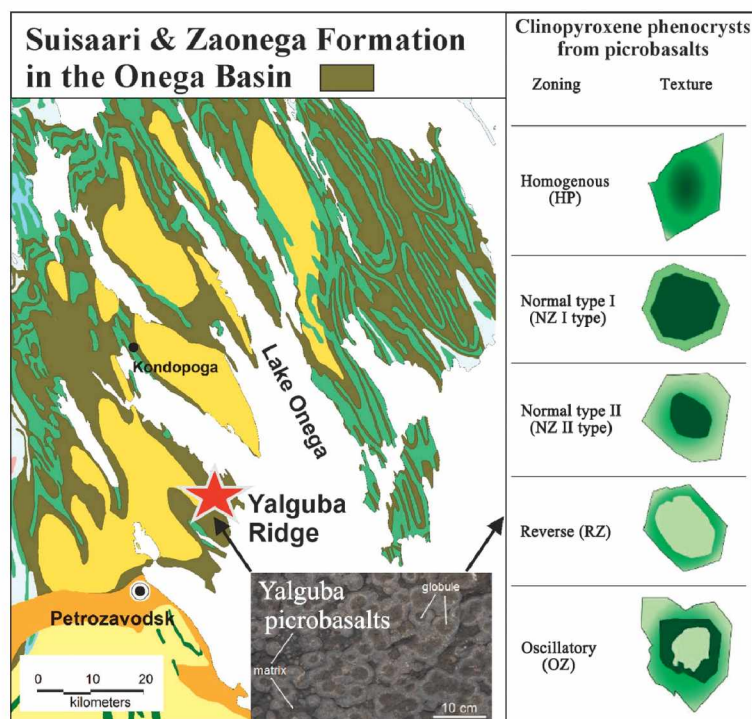 Suisaari & Zaonega Formation
in the Onega Basin
Kondopoga
Lake Onega
Yalguba
Ridge
Petrozavodsk
0 10 20
kilometers
Yalguba
picrobasalts
globule
matrix
10 cm
Clinopyroxene phenocrysts
from picrobasalts
Zoning Texture
Homogenous
(HP)
Normal type I
(NZ I type)
Normal type II
(NZ II type)
Reverse (RZ)
Oscillatory
(OZ)